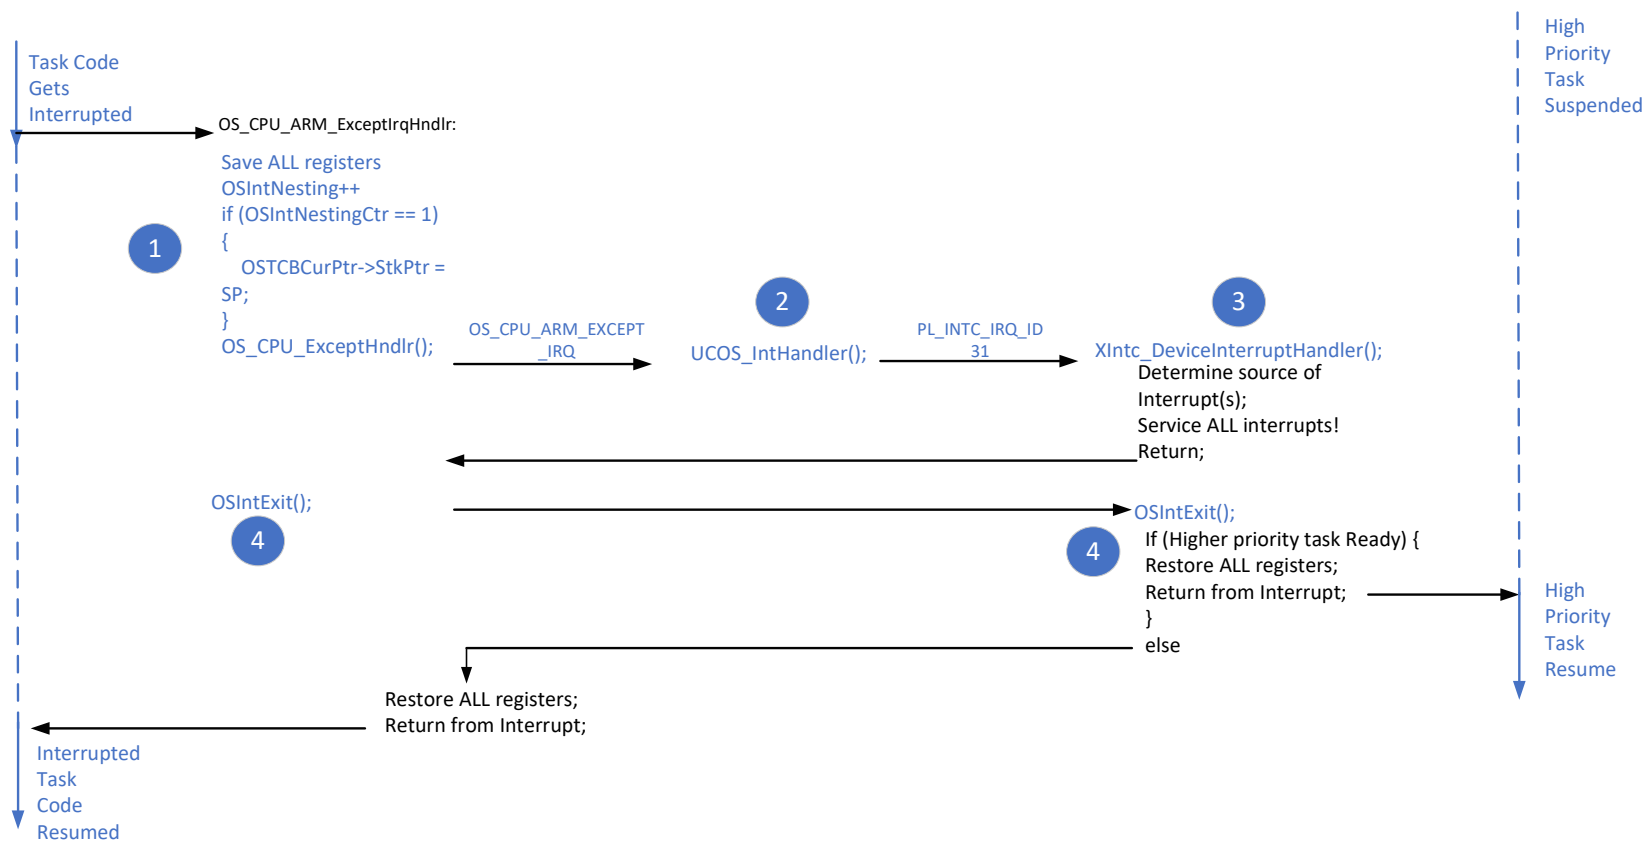 Task Code
Gets
Interrupted
High
Priority
Task
Suspended
OS_CPU_ARM_ExceptIrqHndlr:
Save ALL registers
OSIntNesting++
if (OSIntNestingCtr == 1)
{
OSTCBCurPtr->StkPtr =
SP;
}
OS_CPU_ExceptHndlr();
1
OS_CPU_ARM_EXCEPT
_IRQ
2
UCOS_IntHandler();
PL_INTC_IRQ_ID
31
3
XIntc_DeviceInterruptHandler();
Determine source of
Interrupt(s);
Service ALL interrupts!
Return;
OSIntExit();
4
OSIntExit();
4
If (Higher priority task Ready) {
Restore ALL registers;
Return from Interrupt;
}
else
High
Priority
Task
Resume
Restore ALL registers;
Return from Interrupt;
Interrupted
Task
Code
Resumed